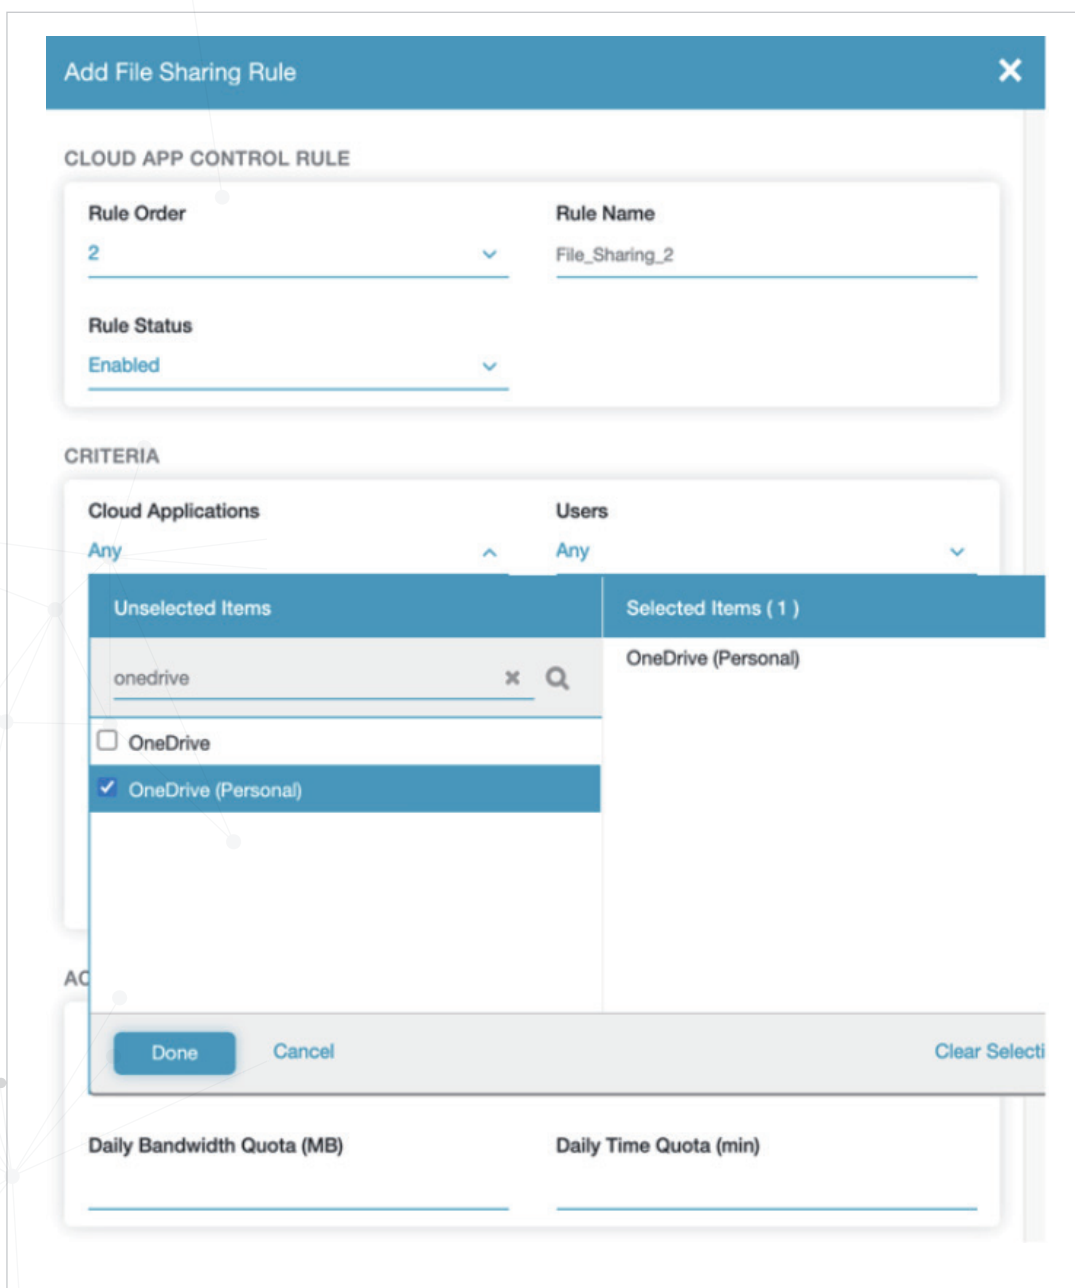 Add File Sharing Rule
CLOUD APP CONTROL RULE
Rule Order
Rule Name
2
File_Sharing_2
Rule Status
Enabled
CRITERIA
Cloud Applications
Users
Any
Any
Unselected Items
Selected Items ( 1 )
onedrive
OneDrive (Personal)
OneDrive
OneDrive (Personal)
AC
Done
Cancel
Clear Selecti
Daily Bandwidth Quota (MB)
Daily Time Quota (min)